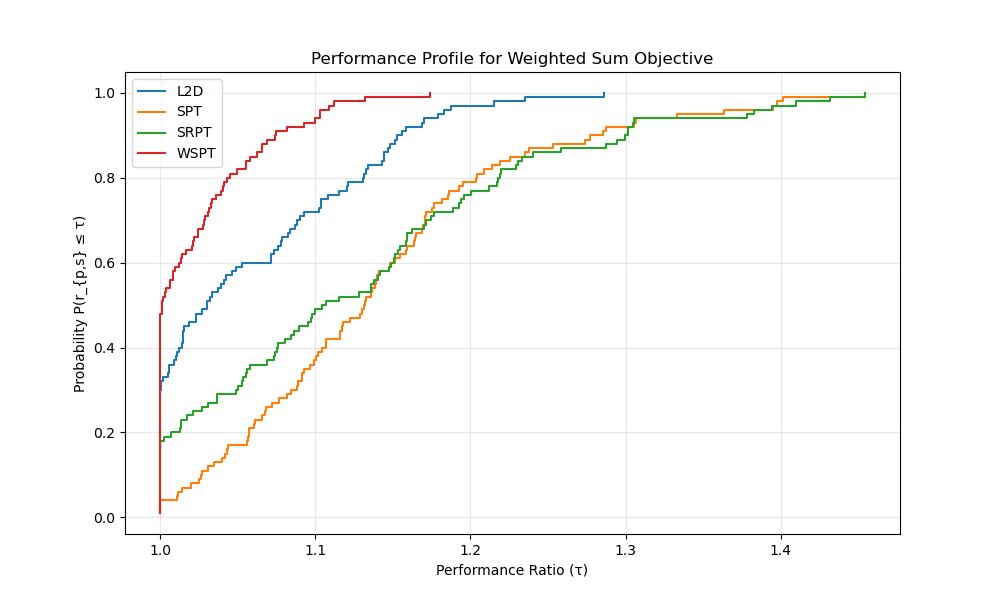 Performance Profile for Weighted Sum Objective
L2D
SPT
SRPT
WSPT
Probability P(r_{p,s} ≤ τ)
1.0
0.8
0.6
0.4
0.2
0.0
1.0 1.1 1.2 1.3 1.4
Performance Ratio (τ)